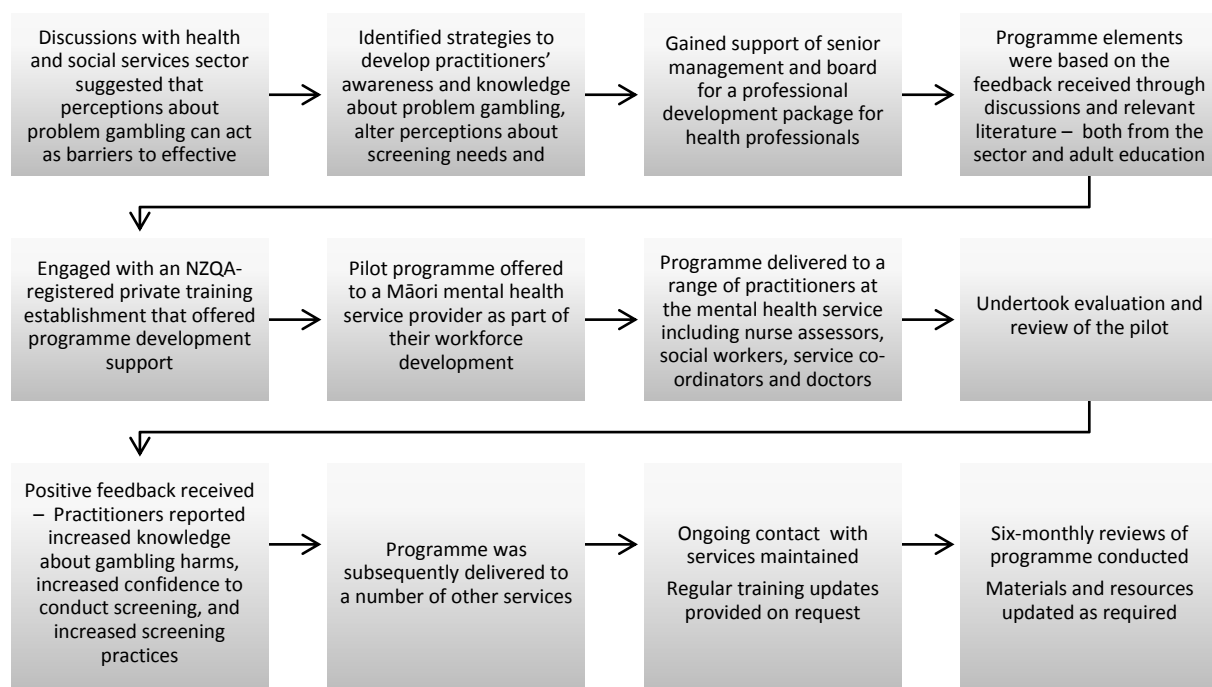 Discussions with health
and social services sector
suggested that
perceptions about
problem gambling can act
as barriers to effective
Identified strategies to
develop practitioners'
awareness and knowledge
about problem gambling,
alter perceptions about
screening needs and
Gained support of senior
management and board
for a professional
development package for
health professionals
Programme elements
were based on the
feedback received through
discussions and relevant
literature – both from the
sector and adult education
Engaged with an NZQA-
registered private training
establishment that offered
programme development
support
Pilot programme offered
to a Māori mental health
service provider as part of
their workforce
development
Programme delivered to a
range of practitioners at
the mental health service
including nurse assessors,
social workers, service co-
ordinators and doctors
Undertook evaluation and
review of the pilot
Positive feedback received
– Practitioners reported
increased knowledge
about gambling harms,
increased confidence to
conduct screening, and
increased screening
practices
Programme was
subsequently delivered to
a number of other services
Ongoing contact with
services maintained
Regular training updates
provided on request
Six-monthly reviews of
programme conducted
Materials and resources
updated as required